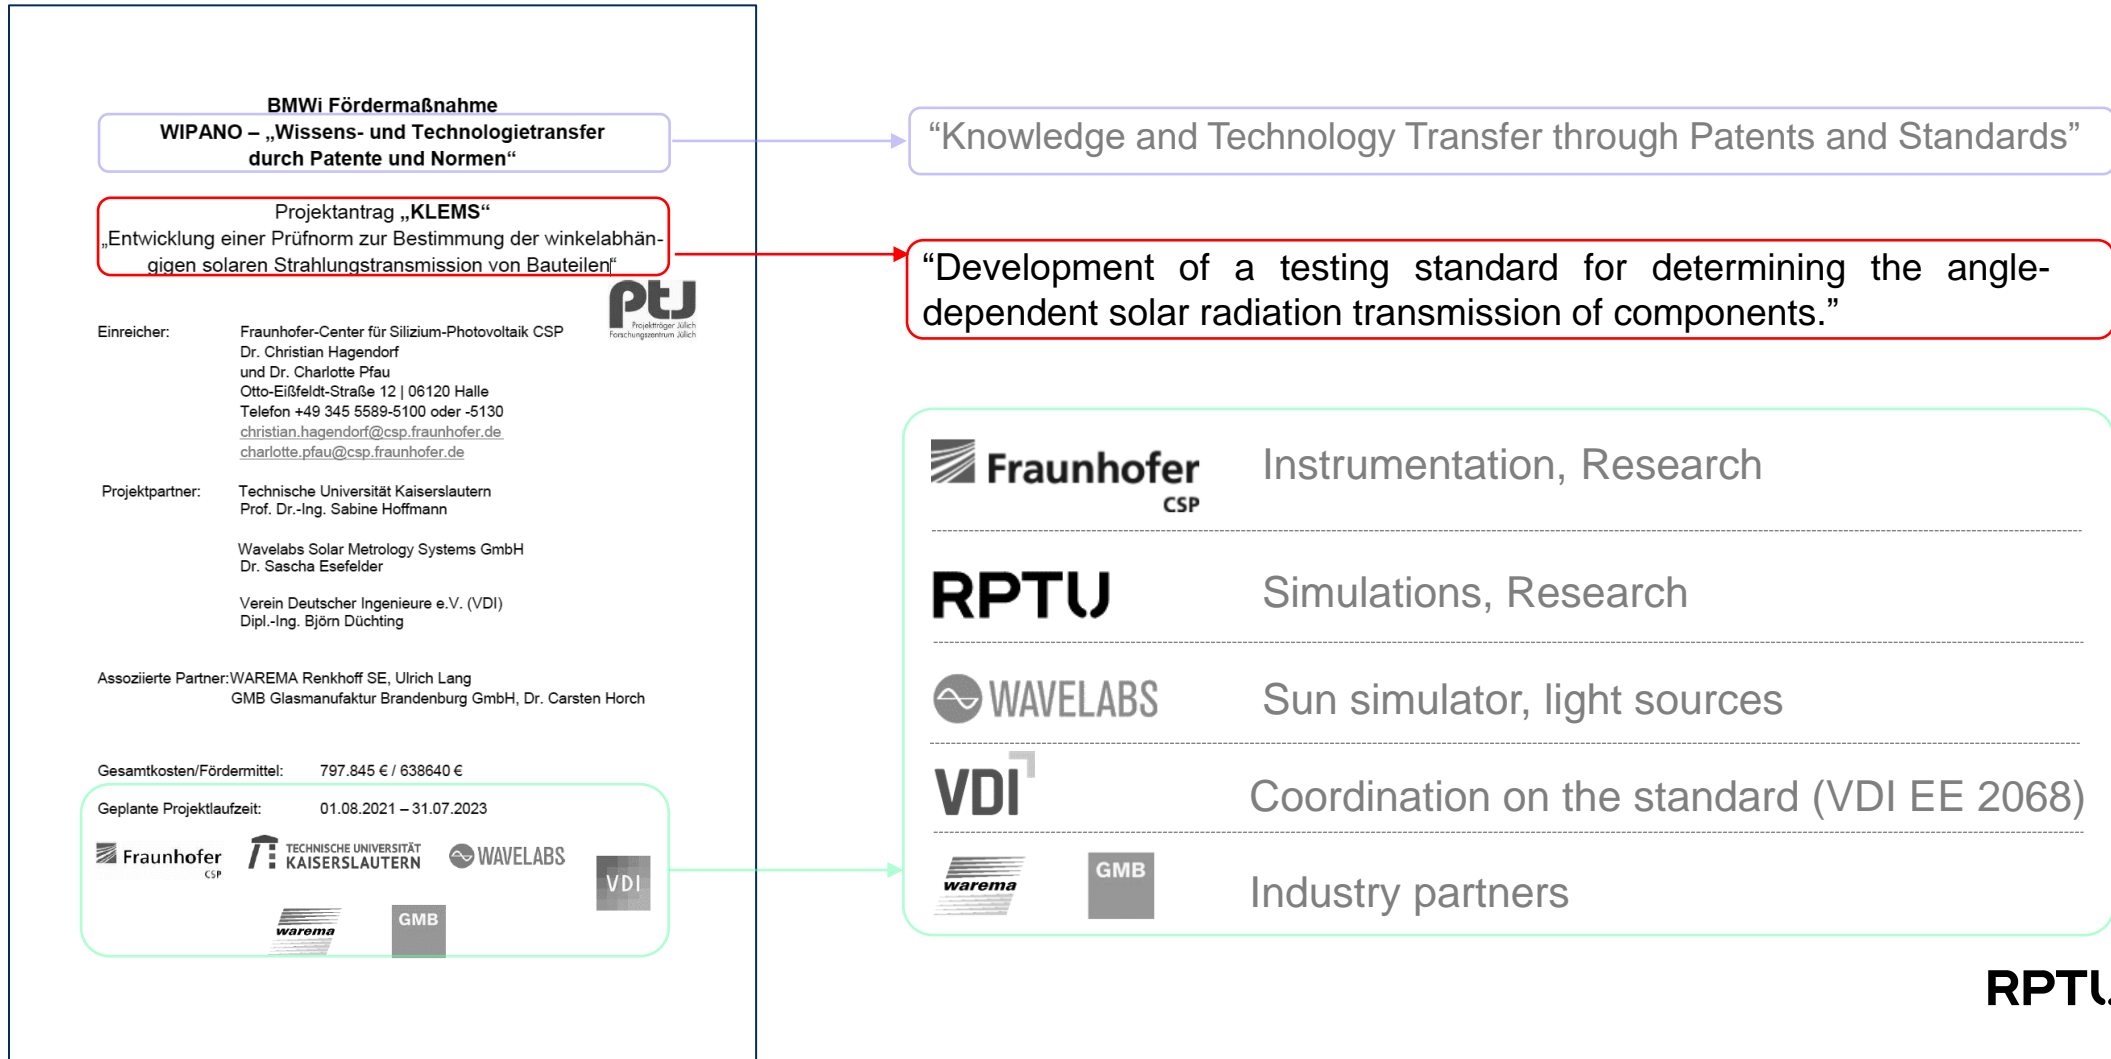 BMWi Fördermaßnahme
WIPANO – „Wissens- und Technologietransfer
durch Patente und Normen“
Projektantrag „KLEMS“
„Entwicklung einer Prüfnorm zur Bestimmung der winkelabhän-
gigen solaren Strahlungstransmission von Bauteilen“
ptJ
Projektträger Jülich
Forschungszentrum Jülich
Einreicher: Fraunhofer-Center für Silizium-Photovoltaik CSP
Dr. Christian Hagendorf
und Dr. Charlotte Pfau
Otto-Eißfeldt-Straße 12 | 06120 Halle
Telefon +49 345 5589-5100 oder -5130
christian.hagendorf@csp.fraunhofer.de
charlotte.pfau@csp.fraunhofer.de
Projektpartner: Technische Universität Kaiserslautern
Prof. Dr.-Ing. Sabine Hoffmann
Wavelabs Solar Metrology Systems GmbH
Dr. Sascha Esefelder
Verein Deutscher Ingenieure e.V. (VDI)
Dipl.-Ing. Björn Düchting
Assoziierte Partner:WAREMA Renkhoff SE, Ulrich Lang
GMB Glasmanufaktur Brandenburg GmbH, Dr. Carsten Horch
Gesamtkosten/Fördermittel: 797.845 € / 638640 €
Geplante Projektlaufzeit: 01.08.2021 – 31.07.2023
Fraunhofer
CSP
TECHNISCHE UNIVERSITÄT
KAISERSLAUTERN
WAVELABS
VDI
warema
GMB
“Knowledge and Technology Transfer through Patents and Standards”
“Development of a testing standard for determining the angle-
dependent solar radiation transmission of components.”
Fraunhofer
CSP
Instrumentation, Research
RPTU Simulations, Research
WAVELABS Sun simulator, light sources
VDI Coordination on the standard (VDI EE 2068)
warema GMB Industry partners
RPTU